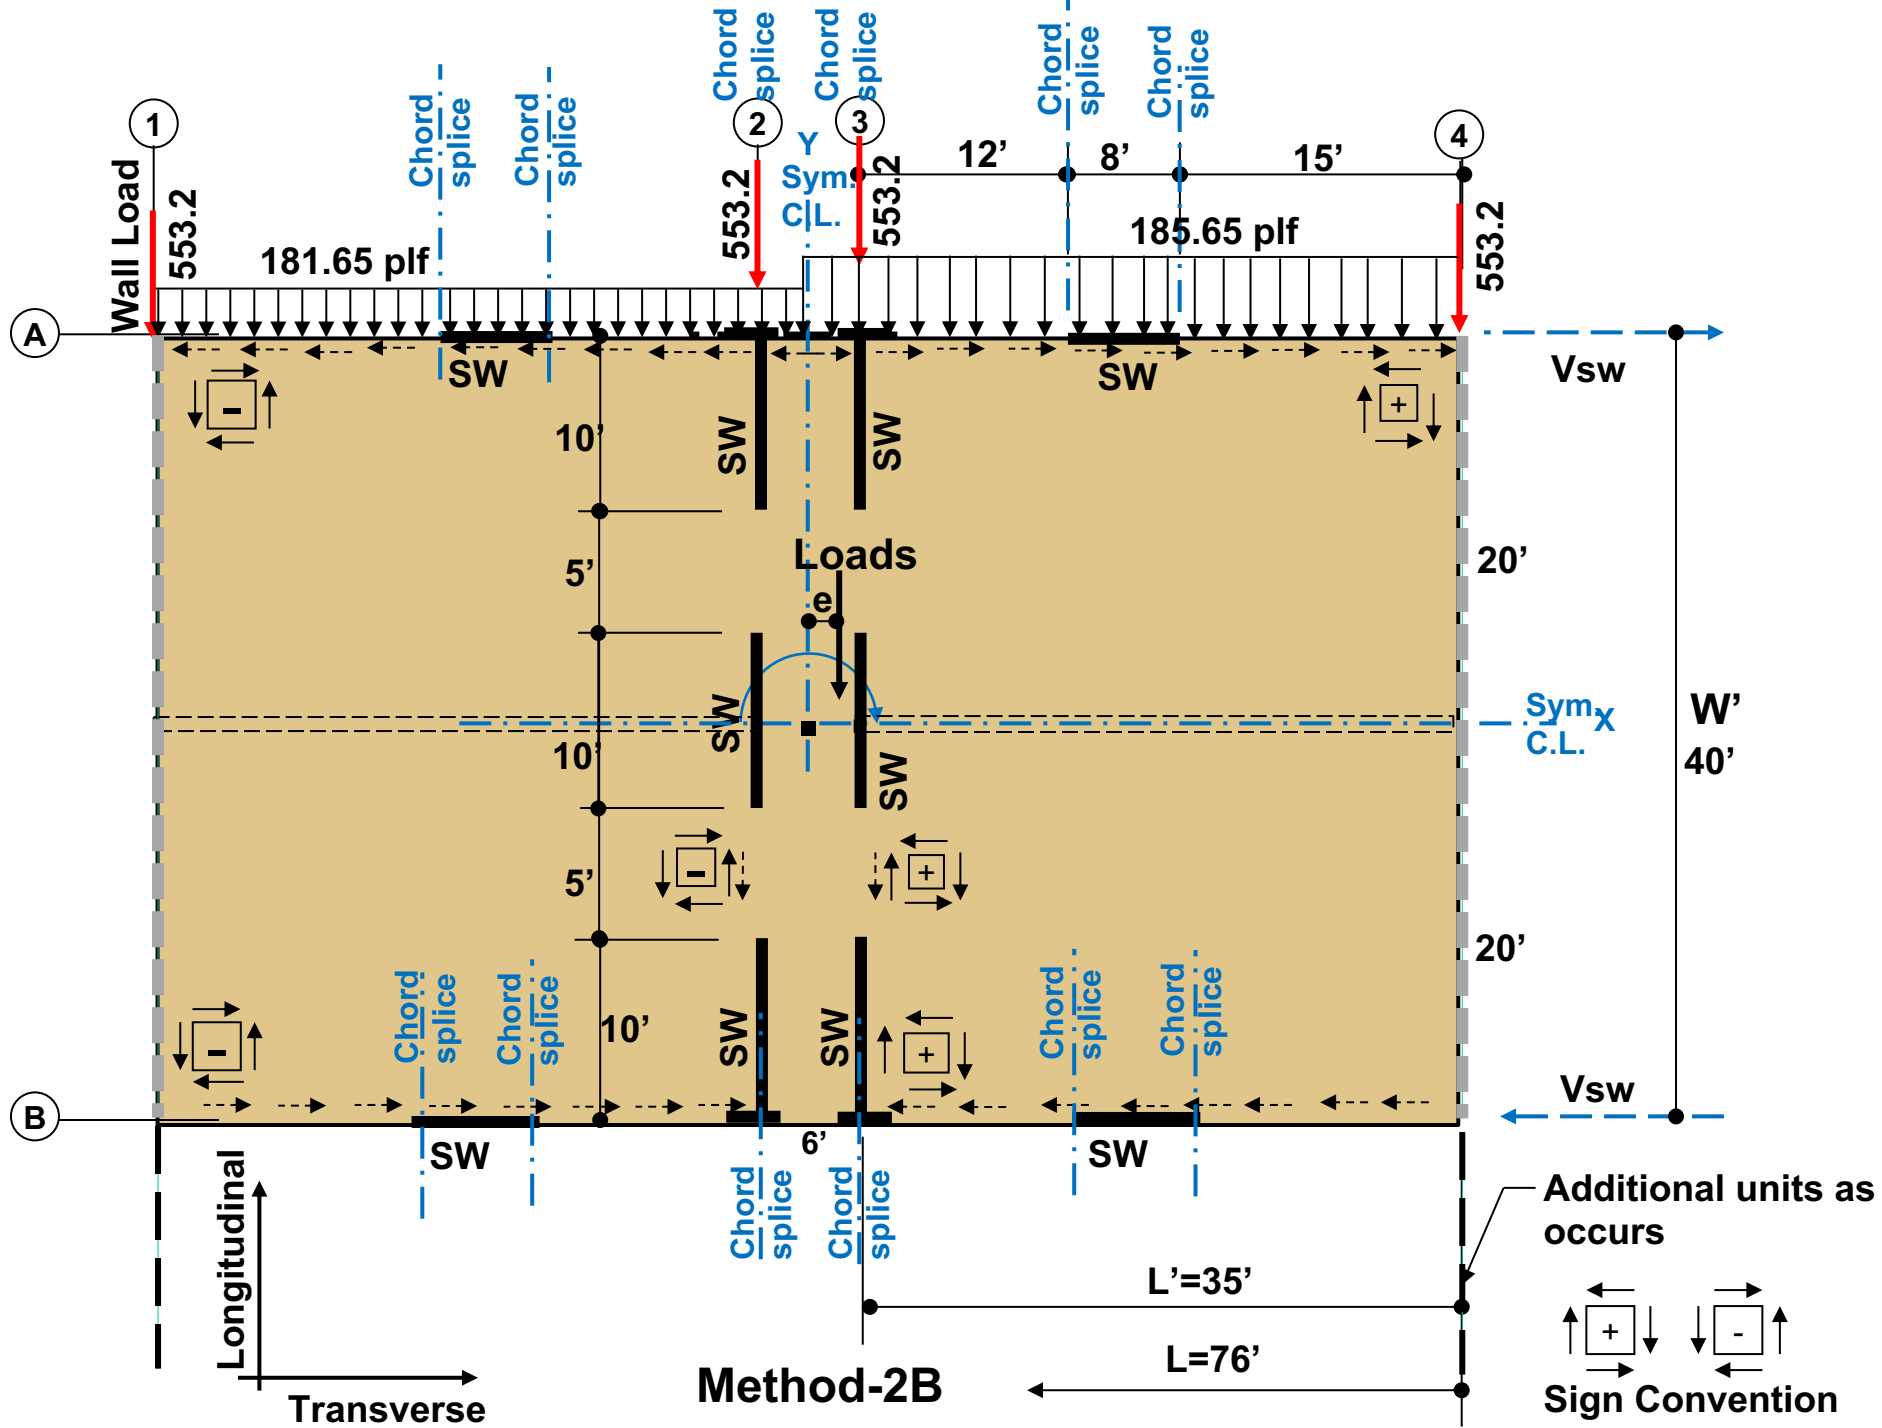 Chord
splice
Chord
splice
Chord
splice
Chord
splice
Chord
splice
Chord
splice
1
2
3
4
Y
Sym.
C.L.
12’
8’
15’
Wall Load
553.2
553.2
553.2
553.2
181.65 plf
185.65 plf
A
Vsw
SW
SW
-
+
10’
SW
SW
Loads
5’
e
20’
SW
Sym.
X
C.L.
W’
40’
10’
SW
-
+
5’
20’
Chord
splice
Chord
splice
Chord
splice
Chord
splice
-
10’
SW
SW
+
B
Vsw
SW
6’
SW
Chord
splice
Chord
splice
Longitudinal
Additional units as
occurs
L’=35’
+
-
L=76’
Method-2B
Transverse
Sign Convention